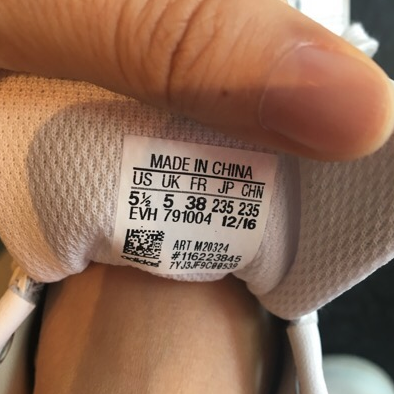 MADE IN CHINA
US UK FR JP CHN
5½ 5 38 235 235
EVH 791004 12/16
ART M20324
#116223845
7YJ3JF9C00539
adidas